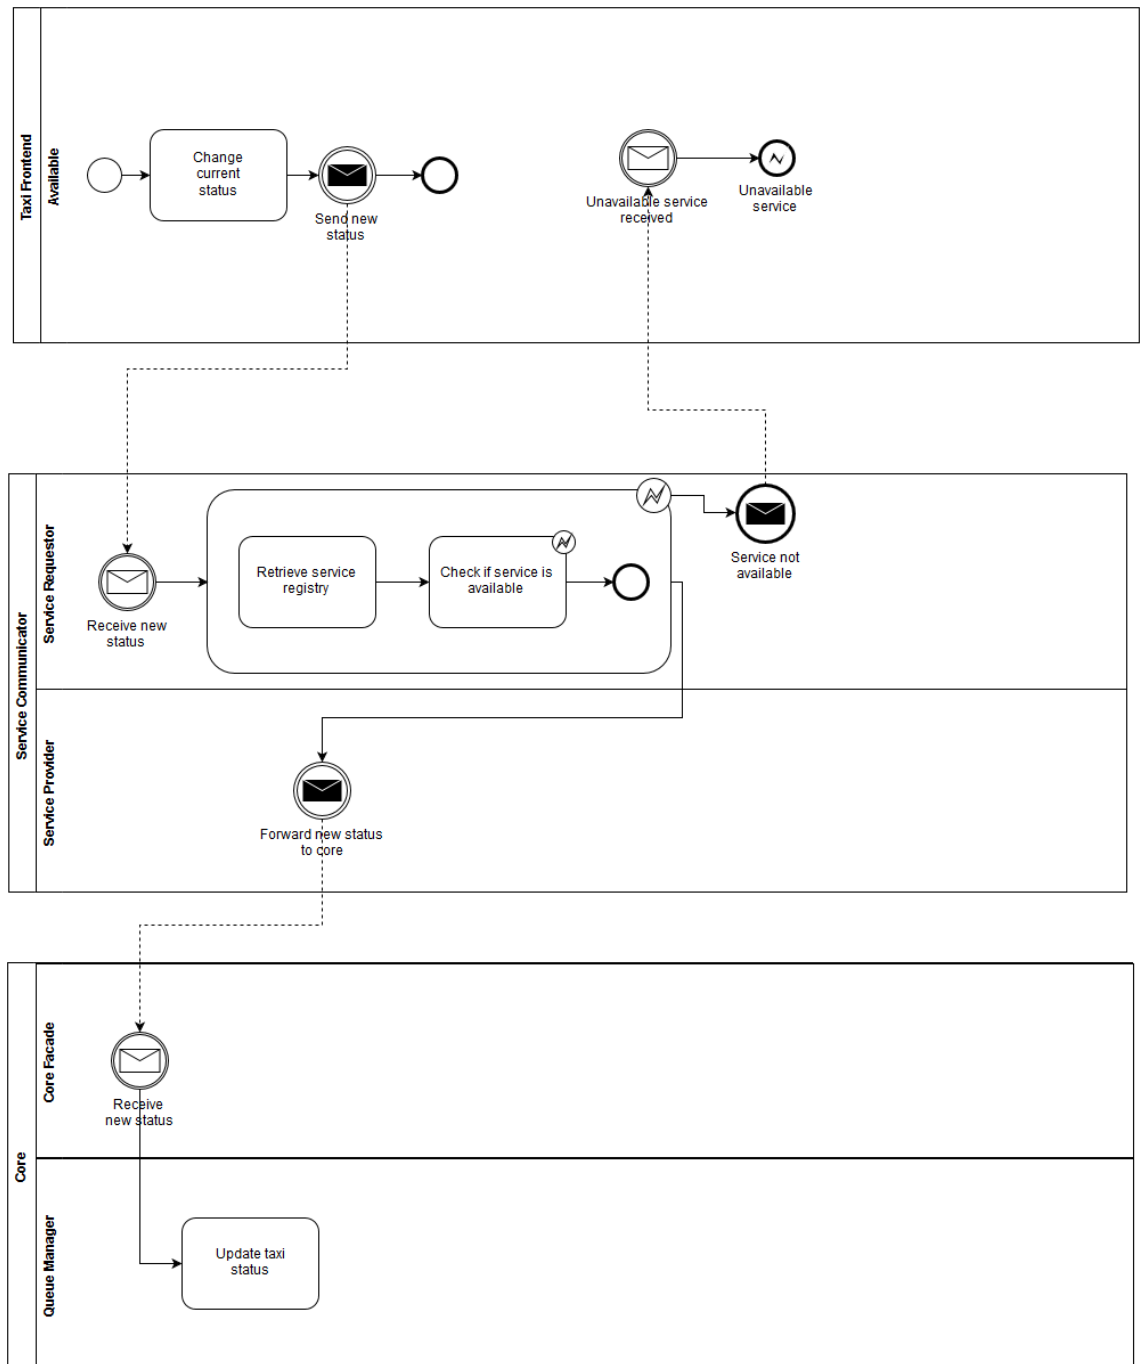 Taxi Frontend
Available
Change
current
status
Send new
status
Unavailable service
received
Unavailable
service
Service Communicator
Service Requestor
Receive new
status
Retrieve service
registry
Check if service is
available
Service not
available
Service Provider
Forward new status
to core
Core
Core Facade
Receive
new status
Queue Manager
Update taxi
status